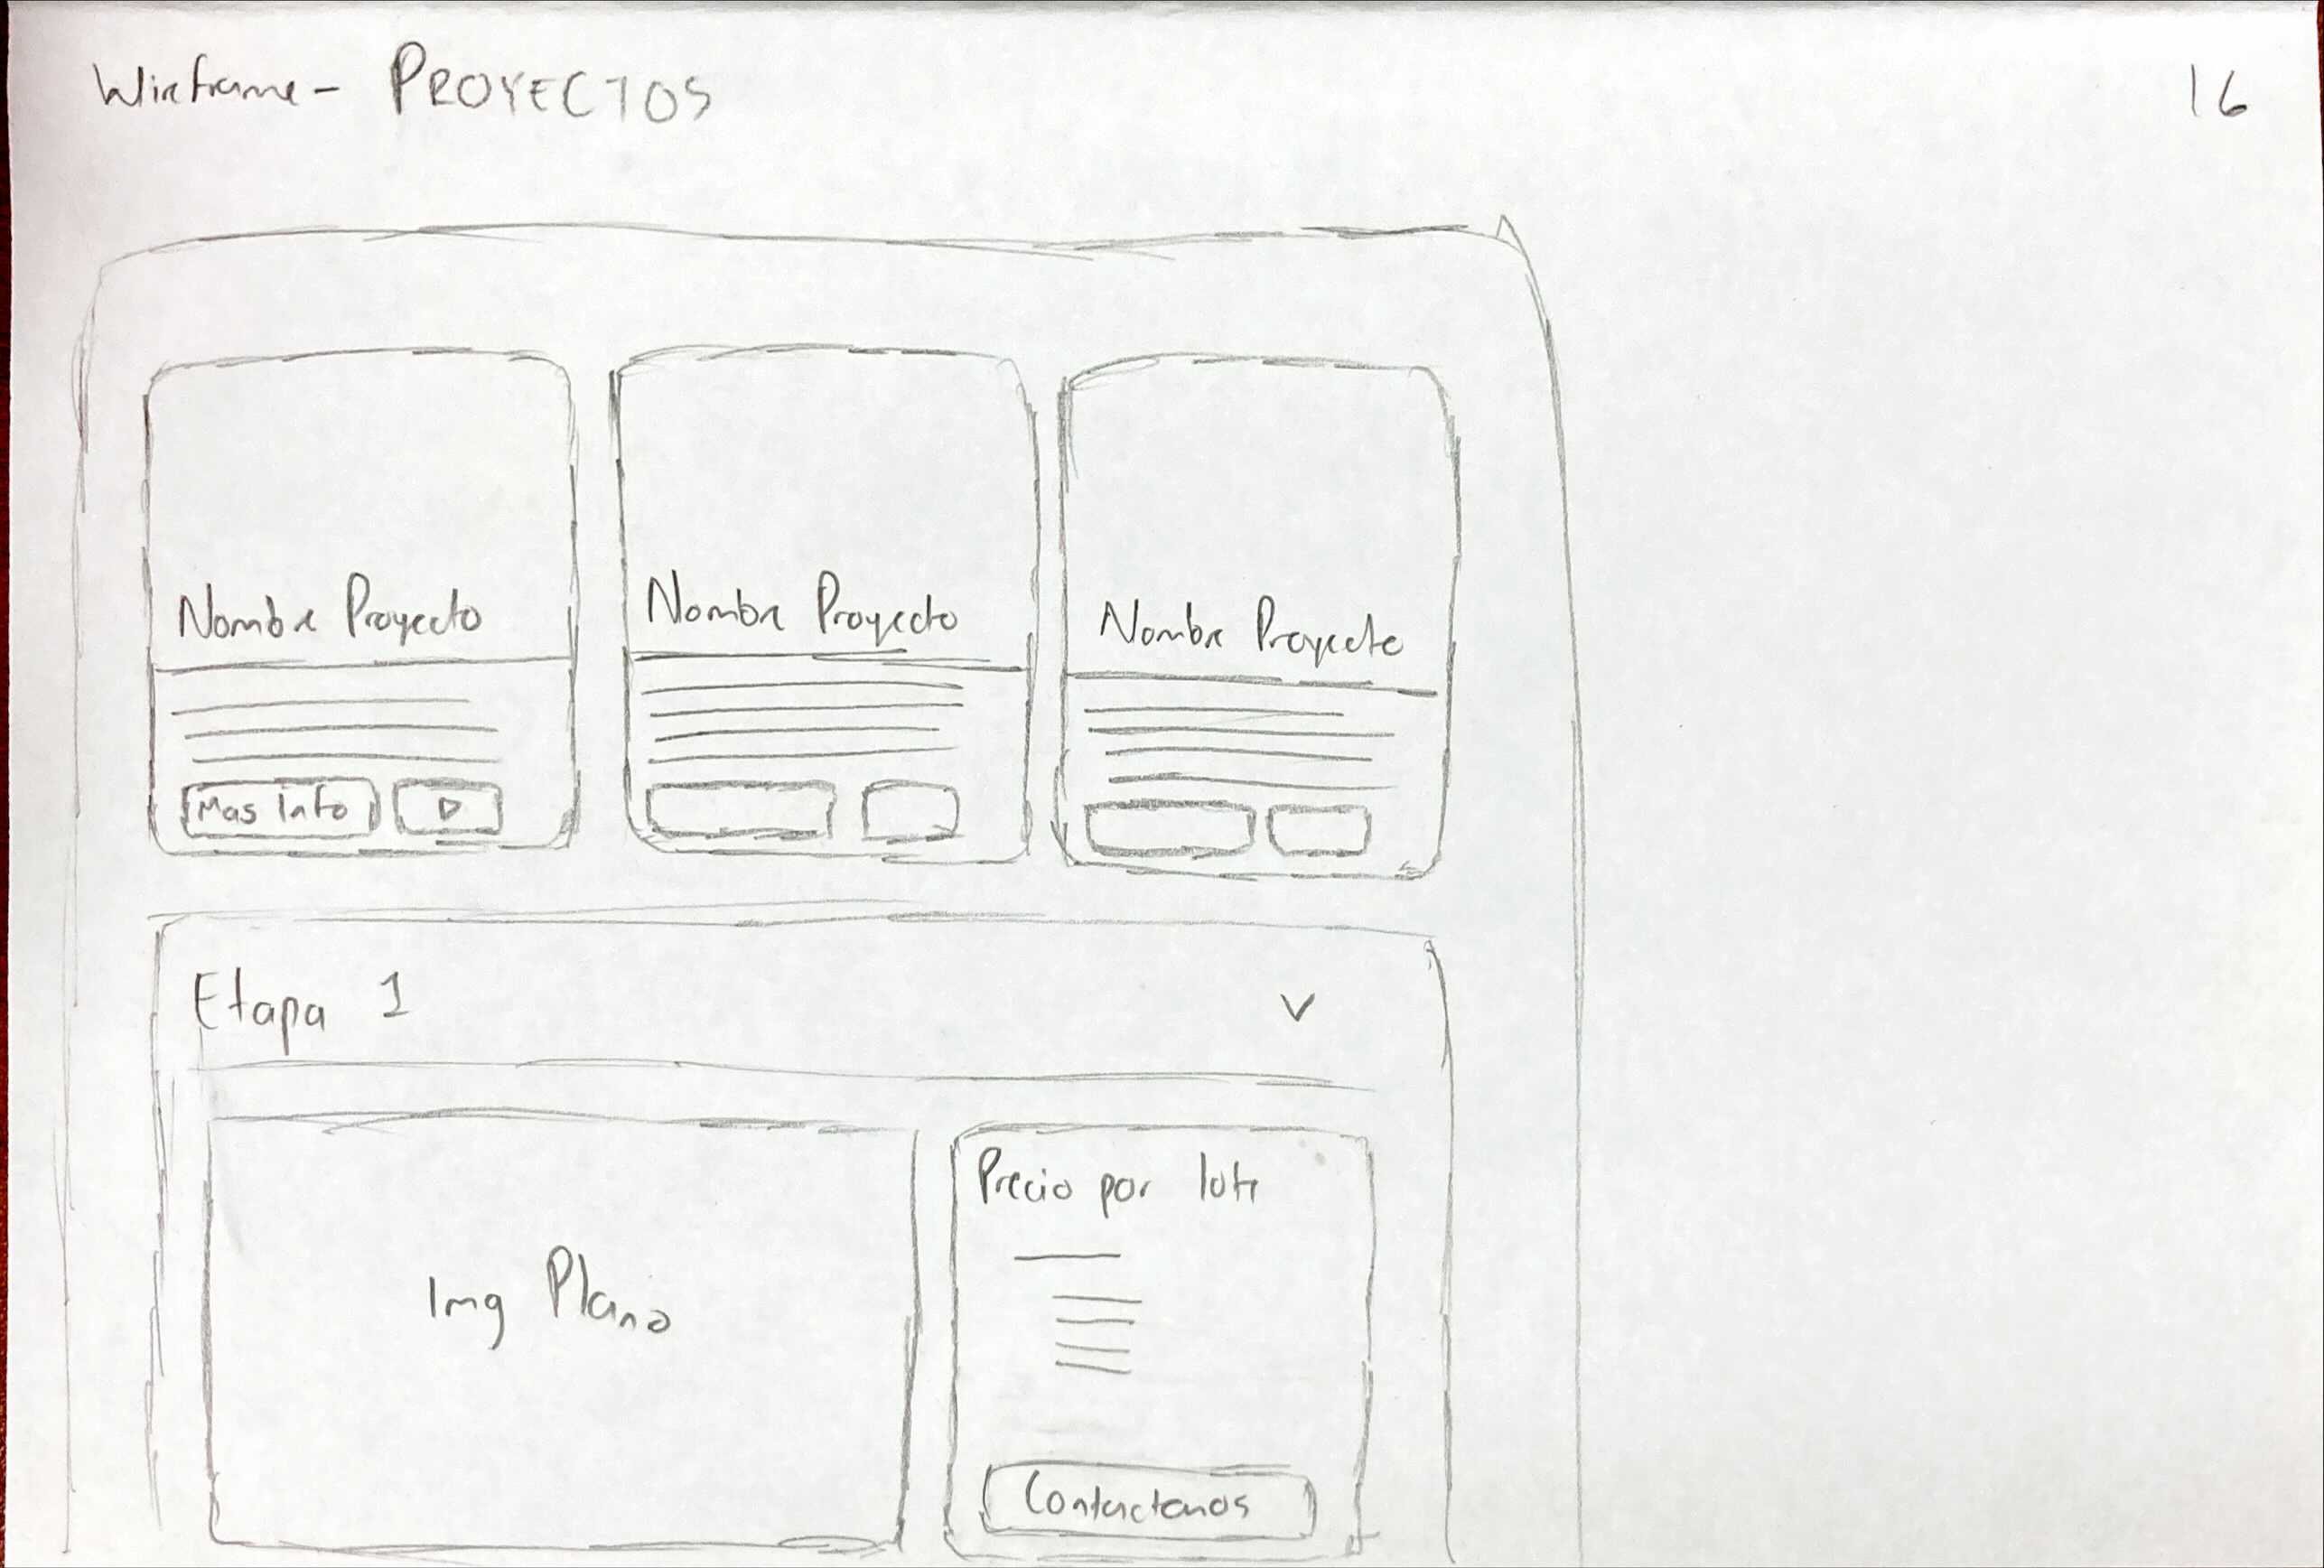 Wireframe - PROYECTOS
16
Nombre Proyecto
Nombre Proyecto
Nombre Proyecto
Mas Info
Etapa 1
Img Plano
Precio por lote
Contactanos